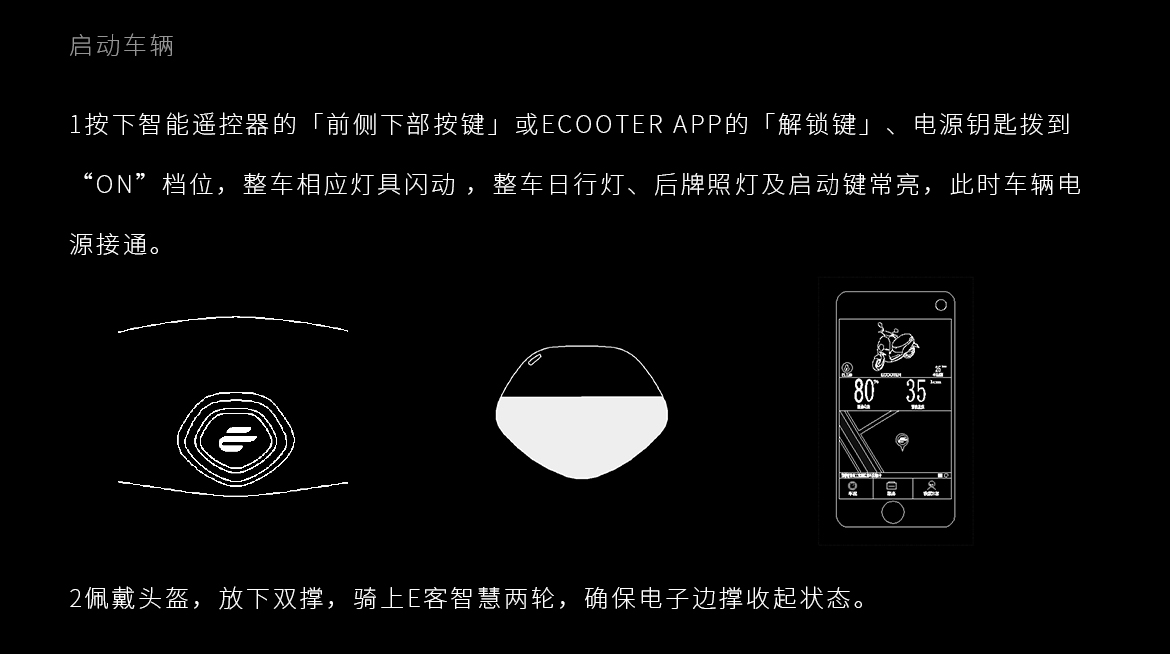 启动车辆
1按下智能遥控器的「前侧下部按键」或ECOOTER APP的「解锁键」、电源钥匙拨到
“ON”档位，整车相应灯具闪动 ，整车日行灯、后牌照灯及启动键常亮，此时车辆电
源接通。
80 35
2佩戴头盔，放下双撑，骑上E客智慧两轮，确保电子边撑收起状态。